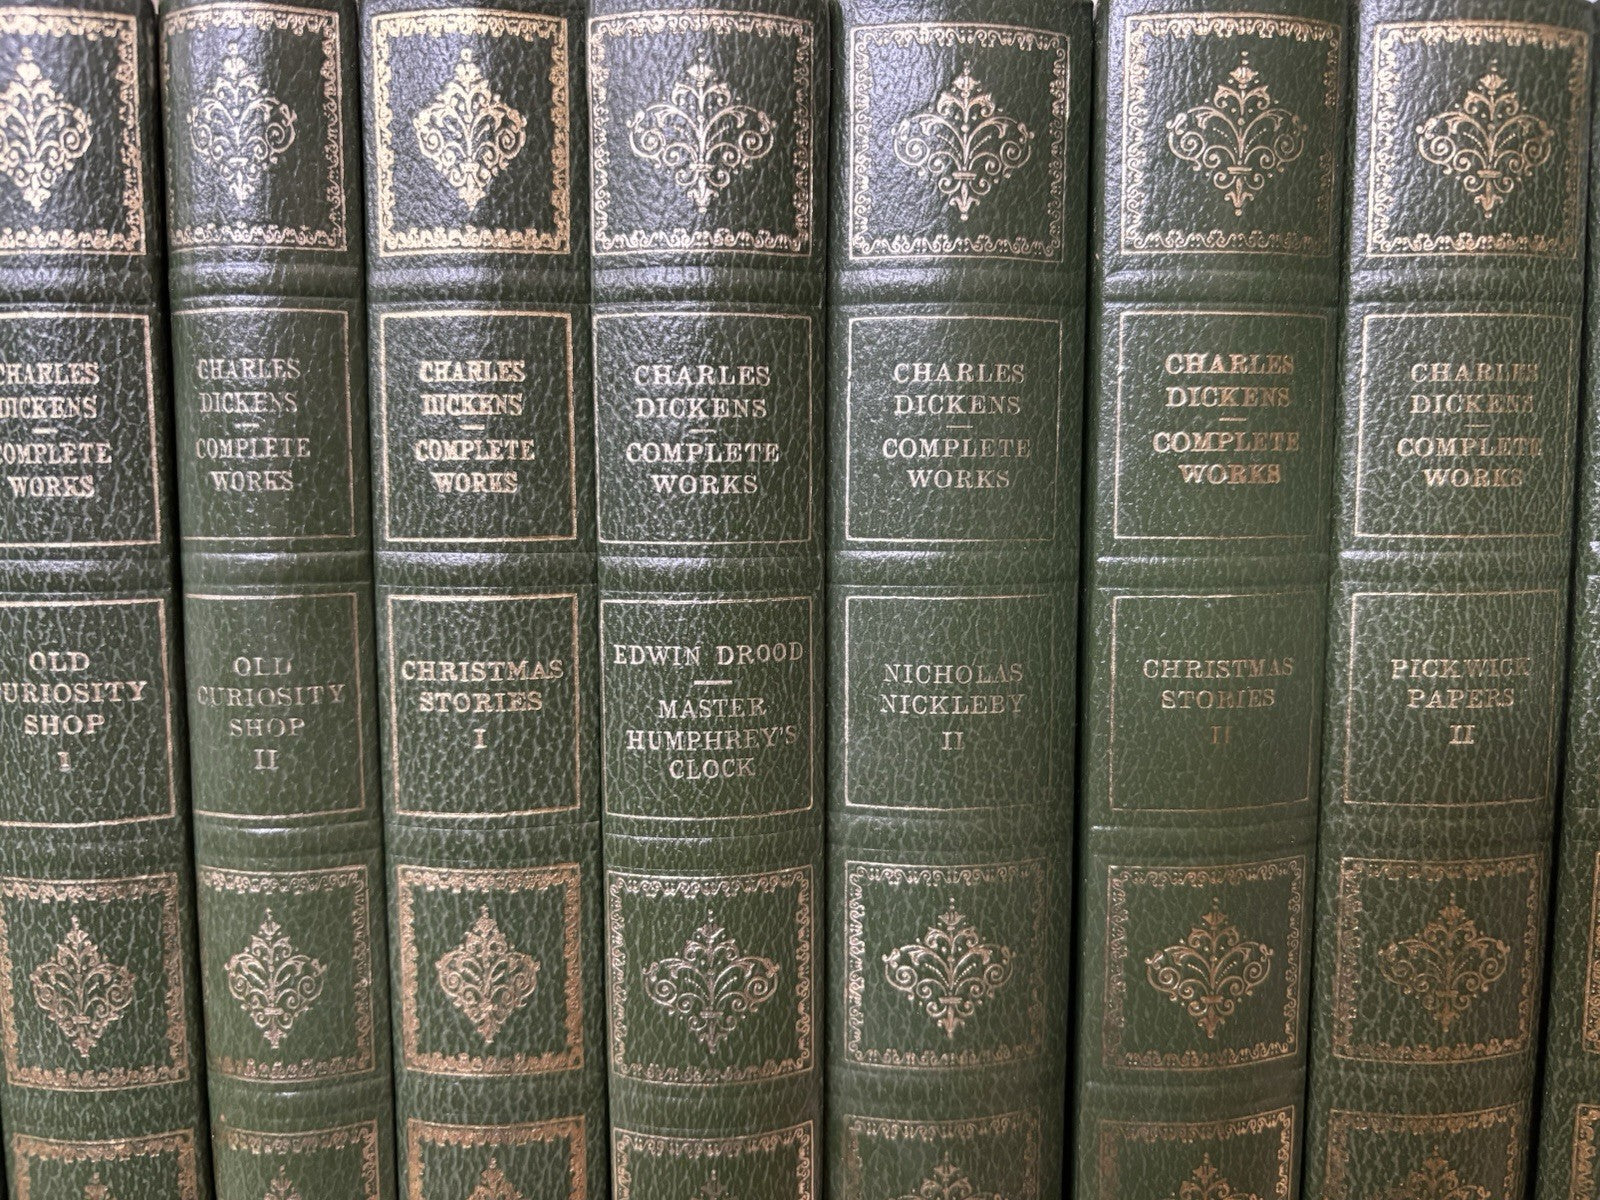 CHARLES
DICKENS
COMPLETE
WORKS
OLD
CURIOSITY
SHOP
I
CHARLES
DICKENS
COMPLETE
WORKS
OLD
CURIOSITY
SHOP
II
CHARLES
DICKENS
COMPLETE
WORKS
CHRISTMAS
STORIES
I
CHARLES
DICKENS
COMPLETE
WORKS
EDWIN DROOD
MASTER
HUMPHREY'S
CLOCK
CHARLES
DICKENS
COMPLETE
WORKS
NICHOLAS
NICKLEBY
II
CHARLES
DICKENS
COMPLETE
WORKS
CHRISTMAS
STORIES
II
CHARLES
DICKENS
COMPLETE
WORKS
PICKWICK
PAPERS
II